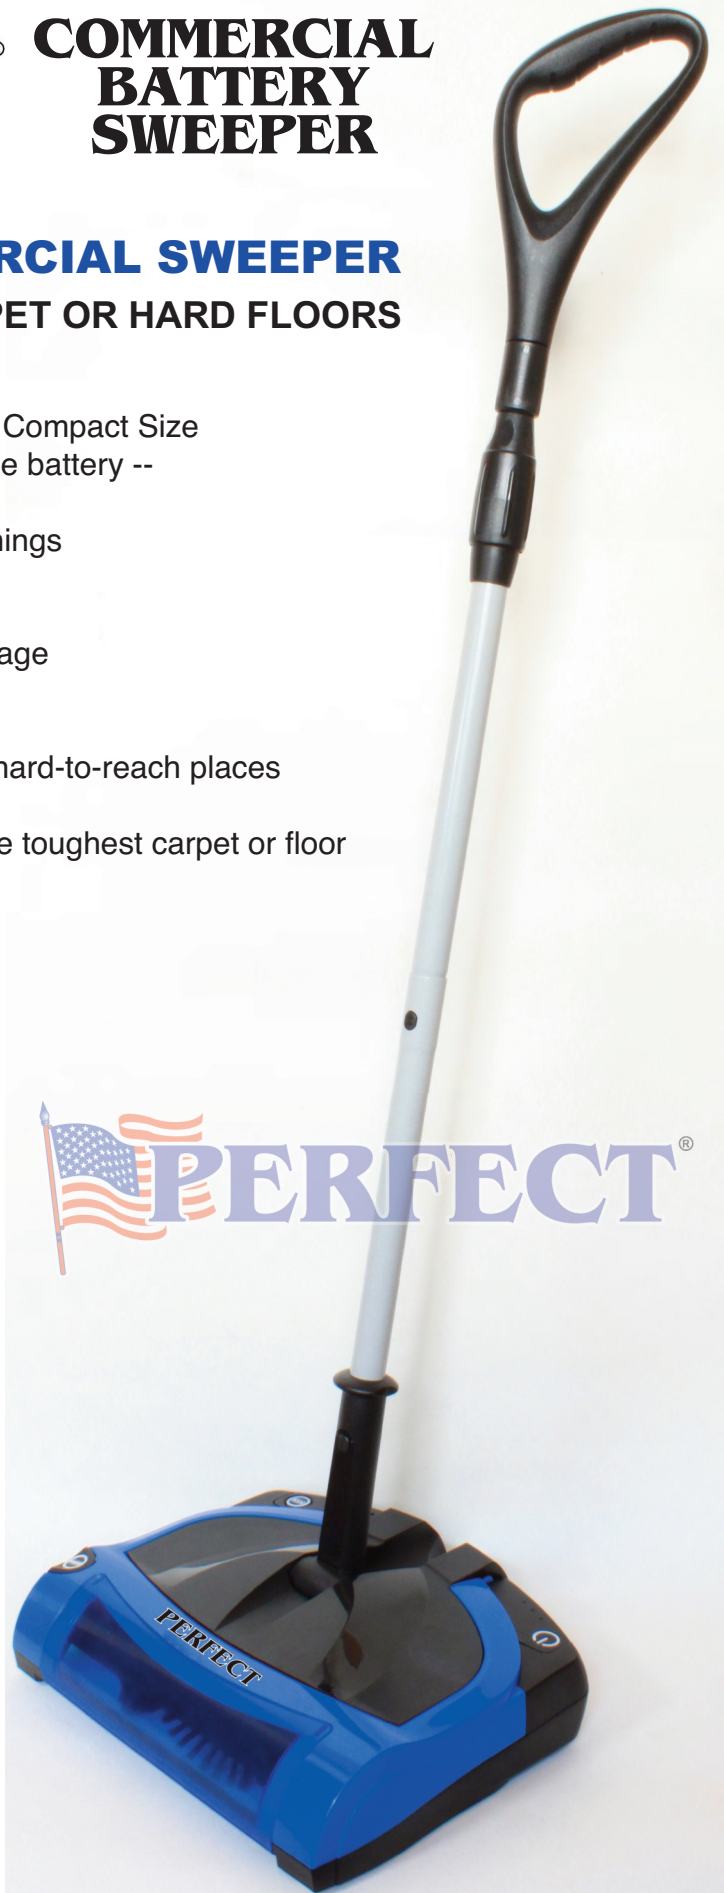 ® COMMERCIAL
BATTERY
SWEEPER
RCIAL SWEEPER
PET OR HARD FLOORS
Compact Size
e battery --
nings
age
hard-to-reach places
e toughest carpet or floor
PERFECT®
PERFECT